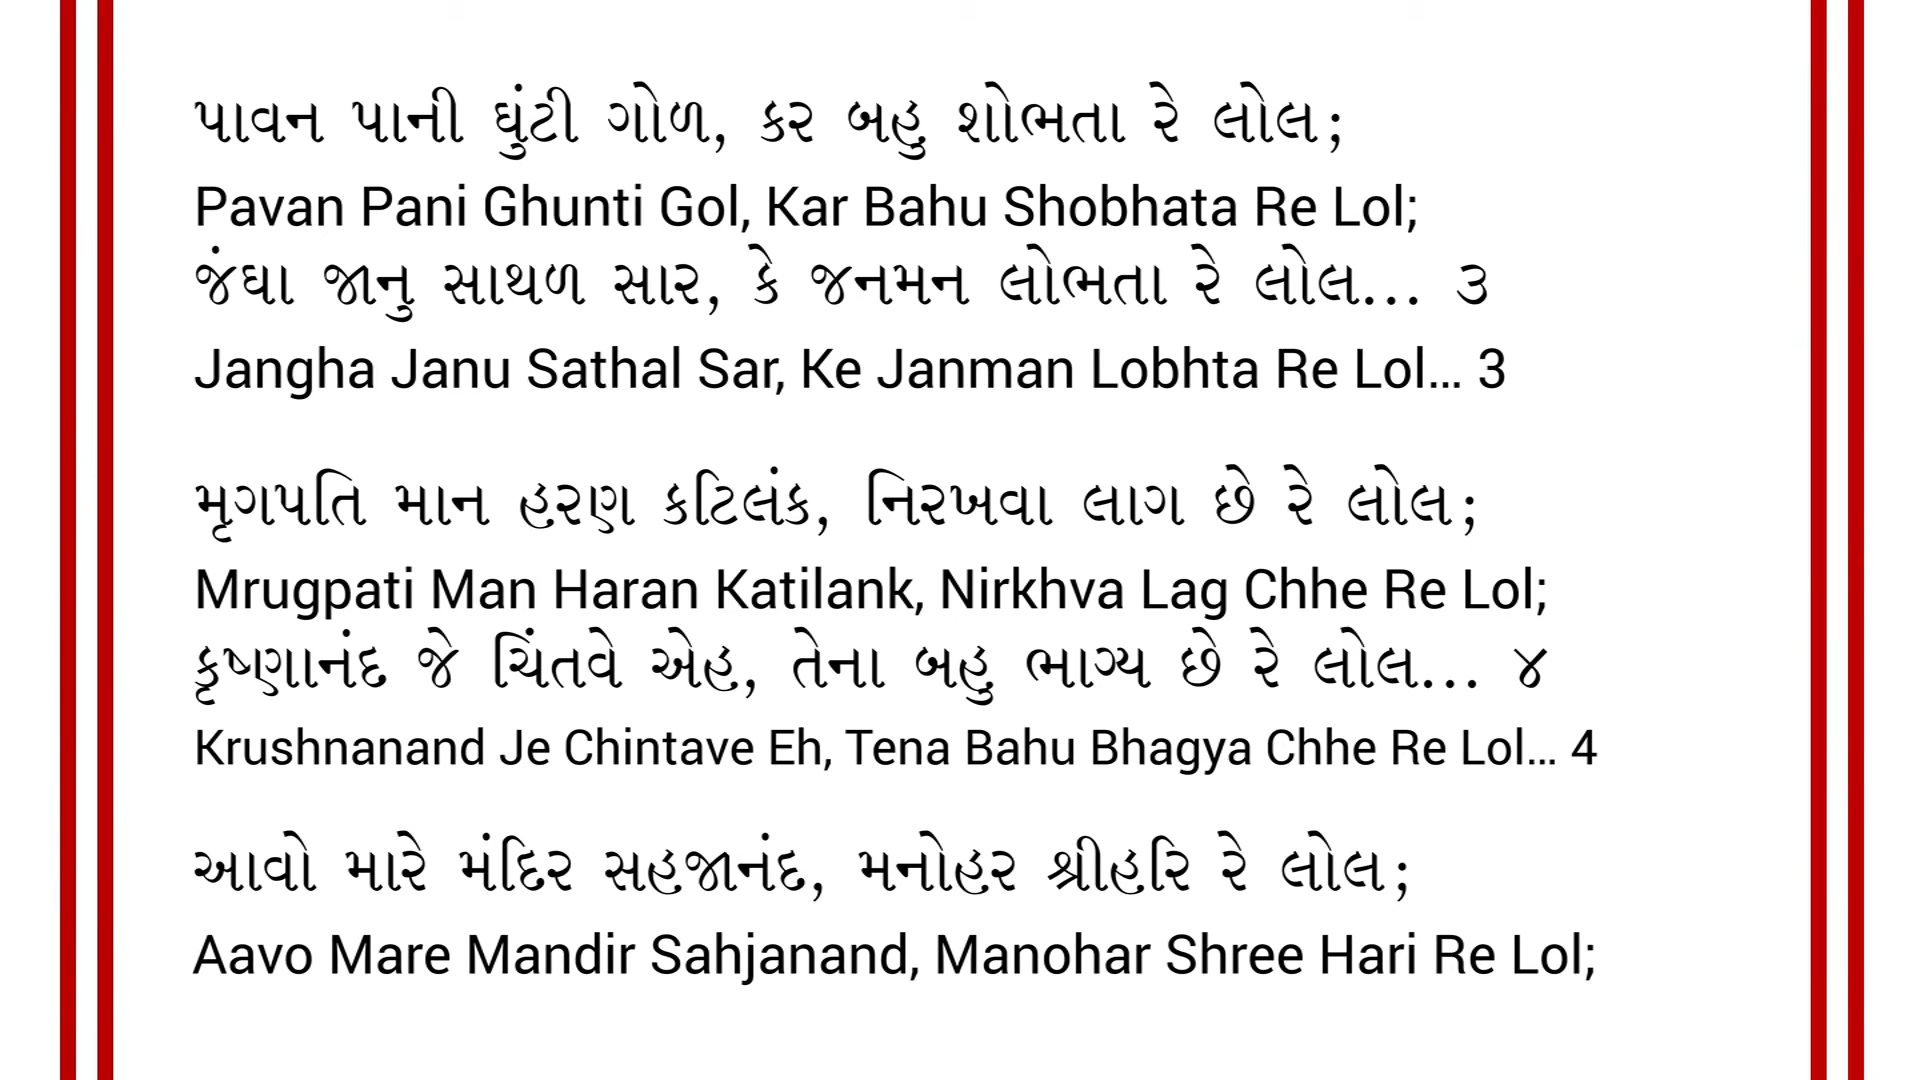 પાવન પાની ઘુંટી ગોળ, કર બહુ શોભતા રે લોલ;
Pavan Pani Ghunti Gol, Kar Bahu Shobhata Re Lol;
જંઘા જાનુ સાથળ સાર, કે જનમન લોભતા રે લોલ... ૩
Jangha Janu Sathal Sar, Ke Janman Lobhta Re Lol... 3
મૃગપતિ માન હરણ કટિલંક, નિરખવા લાગ છે રે લોલ;
Mrugpati Man Haran Katilank, Nirkhva Lag Chhe Re Lol;
કૃષ્ણાનંદ જે ચિંતવે એહ, તેના બહુ ભાગ્ય છે રે લોલ... ૪
Krushnanand Je Chintave Eh, Tena Bahu Bhagya Chhe Re Lol... 4
આવો મારે મંદિર સહજાનંદ, મનોહર શ્રીહરિ રે લોલ;
Aavo Mare Mandir Sahjanand, Manohar Shree Hari Re Lol;